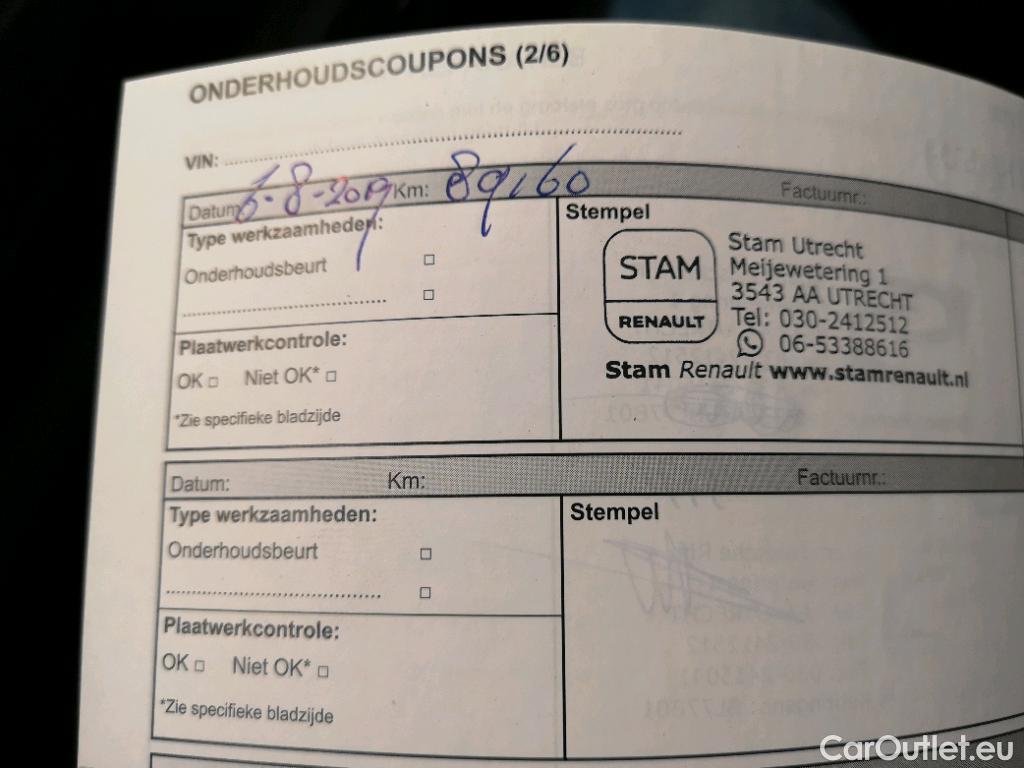 ONDERHOUDSCOUPONS (2/6)
VIN:
Datum 6-8-2019 Km: 89160 Factuurnr.:
Type werkzaamheden:
Onderhoudsbeurt
Plaatwerkcontrole:
OK Niet OK*
*Zie specifieke bladzijde
Stempel
STAM
RENAULT
Stam Utrecht
Meijewetering 1
3543 AA UTRECHT
Tel: 030-2412512
06-53388616
Stam Renault www.stamrenault.nl
Datum: Km: Factuurnr.:
Type werkzaamheden:
Onderhoudsbeurt
Plaatwerkcontrole:
OK Niet OK*
*Zie specifieke bladzijde
Stempel
CarOutlet.eu